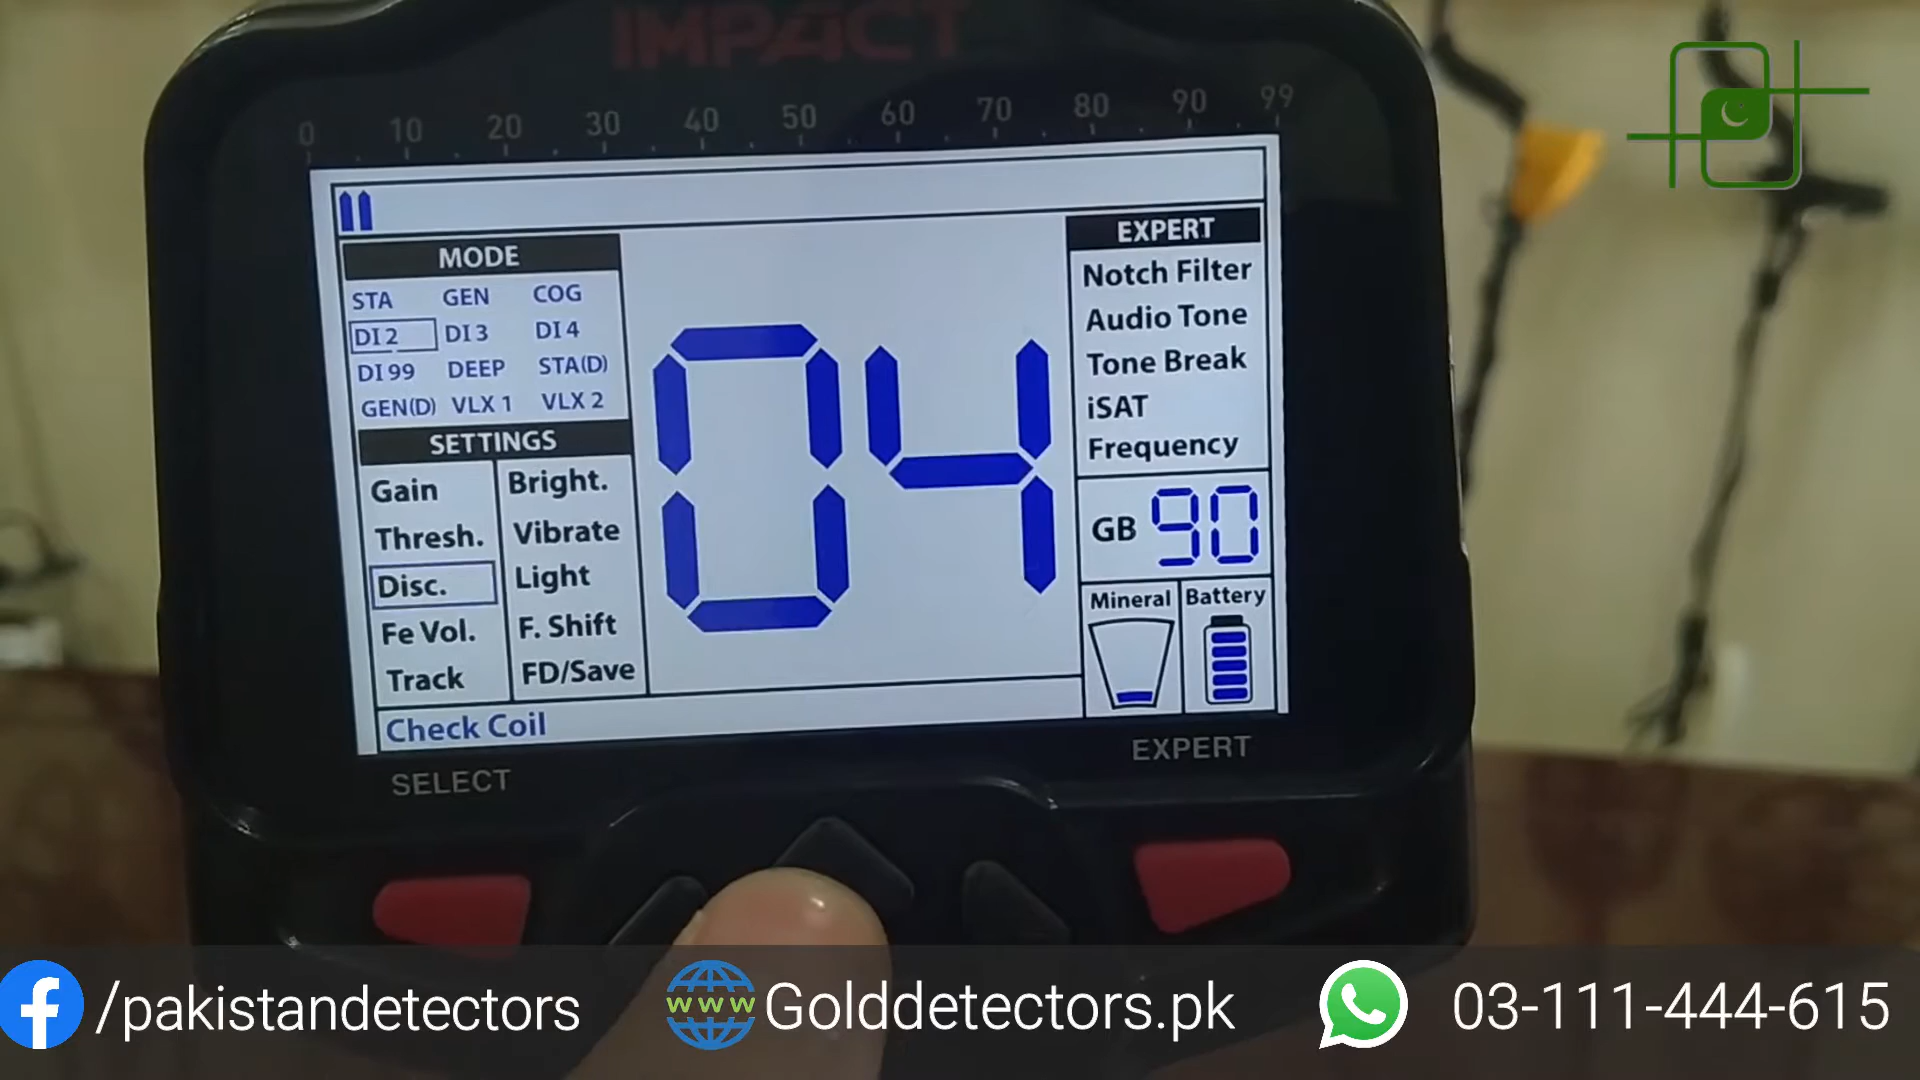 IMPACT
0 10 20 30 40 50 60 70 80 90 99
MODE
STA GEN COG
DI 2 DI 3 DI 4
DI 99 DEEP STA(D)
GEN(D) VLX 1 VLX 2
SETTINGS
Gain
Thresh.
Disc.
Fe Vol.
Track
Bright.
Vibrate
Light
F. Shift
FD/Save
Check Coil
04
EXPERT
Notch Filter
Audio Tone
Tone Break
iSAT
Frequency
GB 90
Mineral
Battery
SELECT
EXPERT
/pakistandetectors
www
Golddetectors.pk
03-111-444-615